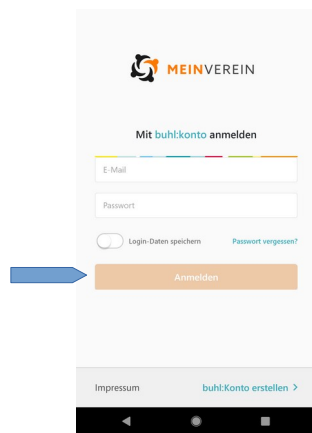 MEINVEREIN
Mit buhl:konto anmelden
E-Mail
Passwort
Login-Daten speichern Passwort vergessen?
Anmelden
Impressum buhl:Konto erstellen >